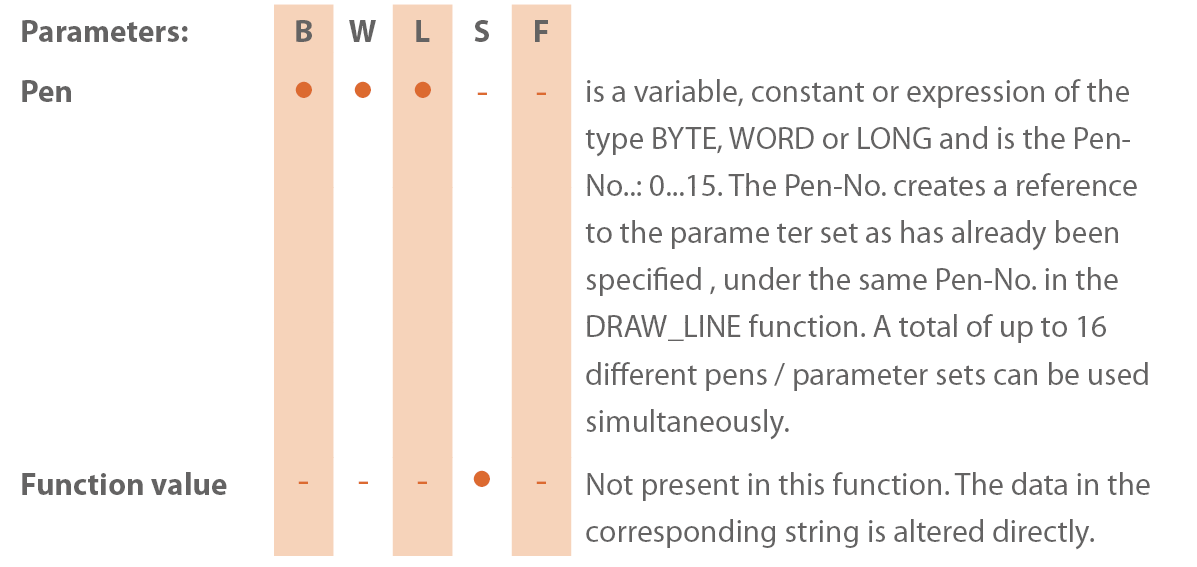 Parameters: B W L S F
Pen ● ● ● - - is a variable, constant or expression of the
type BYTE, WORD or LONG and is the Pen-
No..: 0...15. The Pen-No. creates a reference
to the parame ter set as has already been
specified , under the same Pen-No. in the
DRAW_LINE function. A total of up to 16
different pens / parameter sets can be used
simultaneously.
Function value - - - ● - Not present in this function. The data in the
corresponding string is altered directly.